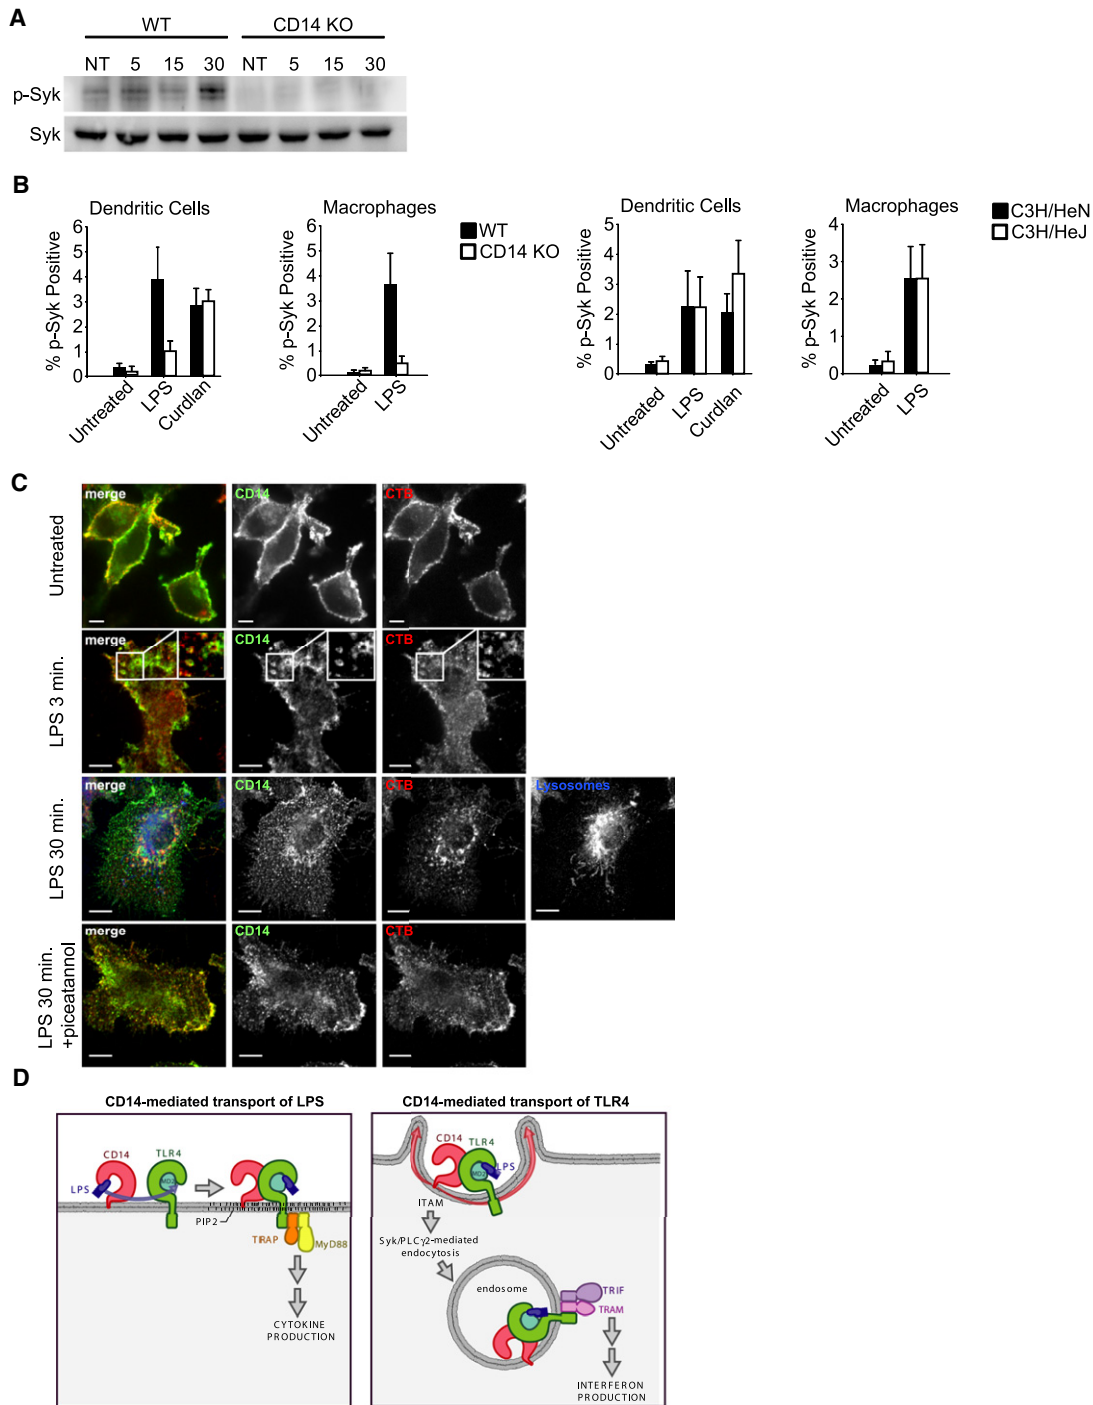 A
WT CD14 KO
NT 5 15 30 NT 5 15 30
p-Syk
Syk
B
Dendritic Cells
% p-Syk Positive
6
5
4
3
2
1
0
Untreated
LPS
Curdlan
Macrophages
% p-Syk Positive
6
5
4
3
2
1
0
Untreated
LPS
WT
CD14 KO
Dendritic Cells
% p-Syk Positive
5
4
3
2
1
0
Untreated
LPS
Curdlan
Macrophages
% p-Syk Positive
4
3
2
1
0
Untreated
LPS
C3H/HeN
C3H/HeJ
C
Untreated
merge CD14 CTB
LPS 3 min.
merge CD14 CTB
LPS 30 min.
merge CD14 CTB Lysosomes
LPS 30 min.
+piceatannol
merge CD14 CTB
D
CD14-mediated transport of LPS
CD14
TLR4
LPS
MD2
PIP2
TIRAP
MyD88
CYTOKINE
PRODUCTION
CD14-mediated transport of TLR4
CD14
TLR4
LPS
MD2
ITAM
Syk/PLCγ2-mediated
endocytosis
endosome
TRIF
TRAM
INTERFERON
PRODUCTION